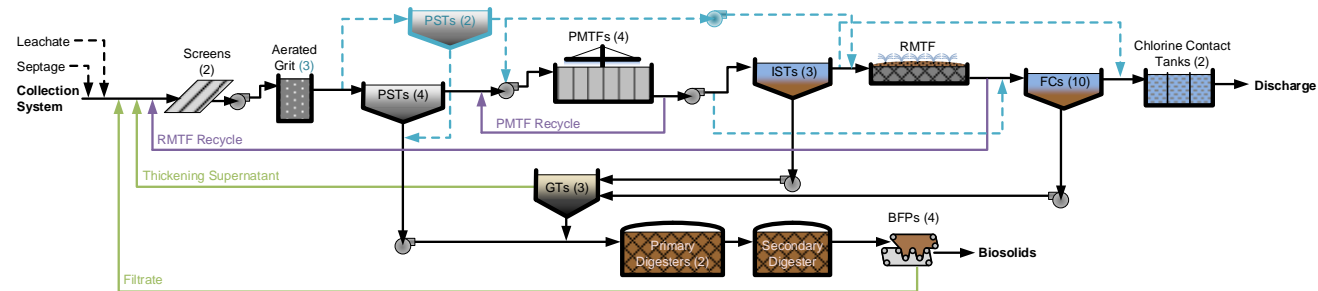 Leachate
Septage
Collection
System
Screens
(2)
Aerated
Grit (3)
PSTs (2)
PSTs (4)
PMTFs (4)
PMTF Recycle
RMTF Recycle
ISTs (3)
RMTF
FCs (10)
Chlorine Contact
Tanks (2)
Discharge
Thickening Supernatant
GTs (3)
Primary
Digesters (2)
Secondary
Digester
BFPs (4)
Biosolids
Filtrate